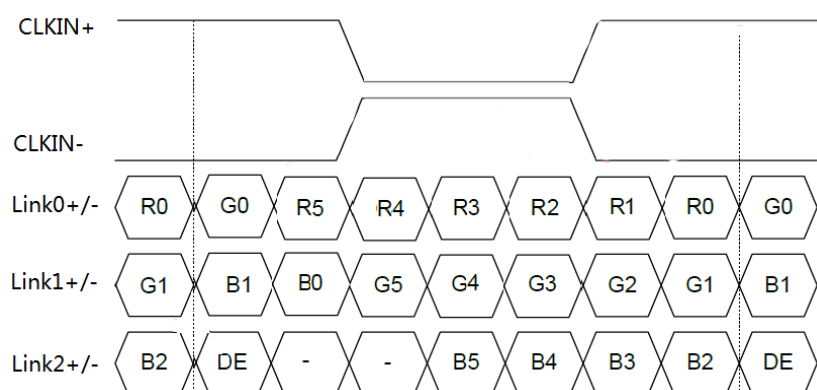 CLKIN+
CLKIN-
Link0+/- R0 G0 R5 R4 R3 R2 R1 R0 G0
Link1+/- G1 B1 B0 G5 G4 G3 G2 G1 B1
Link2+/- B2 DE - - B5 B4 B3 B2 DE